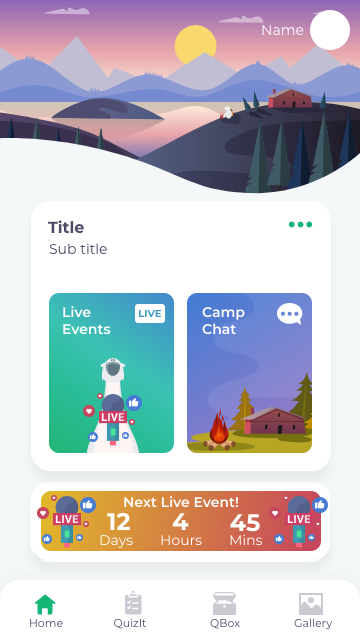 Name
Title
Sub title
Live
Events
LIVE
LIVE
Camp
Chat
Next Live Event!
LIVE
12 4 45
LIVE
Days Hours Mins
Home QuizIt QBox Gallery